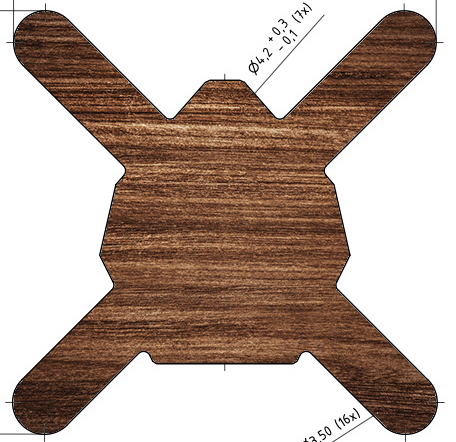 Ø4,2 + 0,3 (7x)
- 0,1
3,50 (16x)